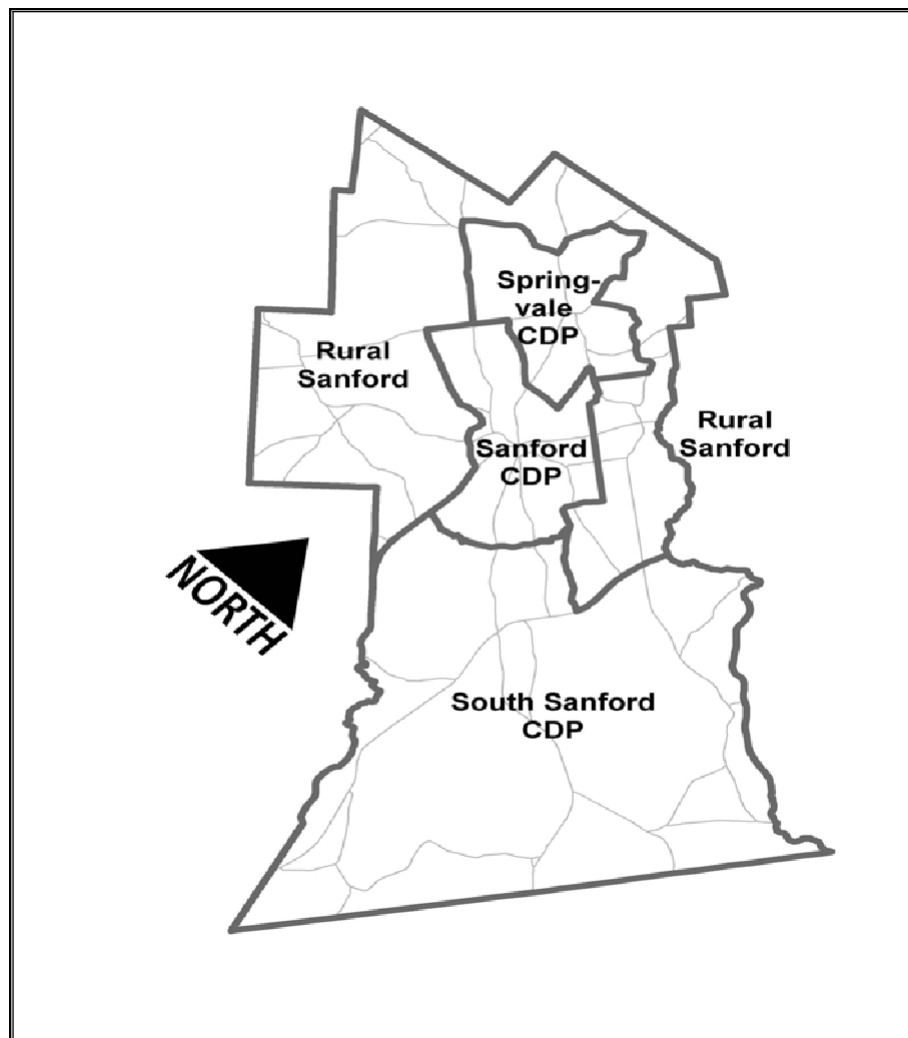 Spring-
vale
CDP
Rural
Sanford
Rural
Sanford
Sanford
CDP
NORTH
South Sanford
CDP